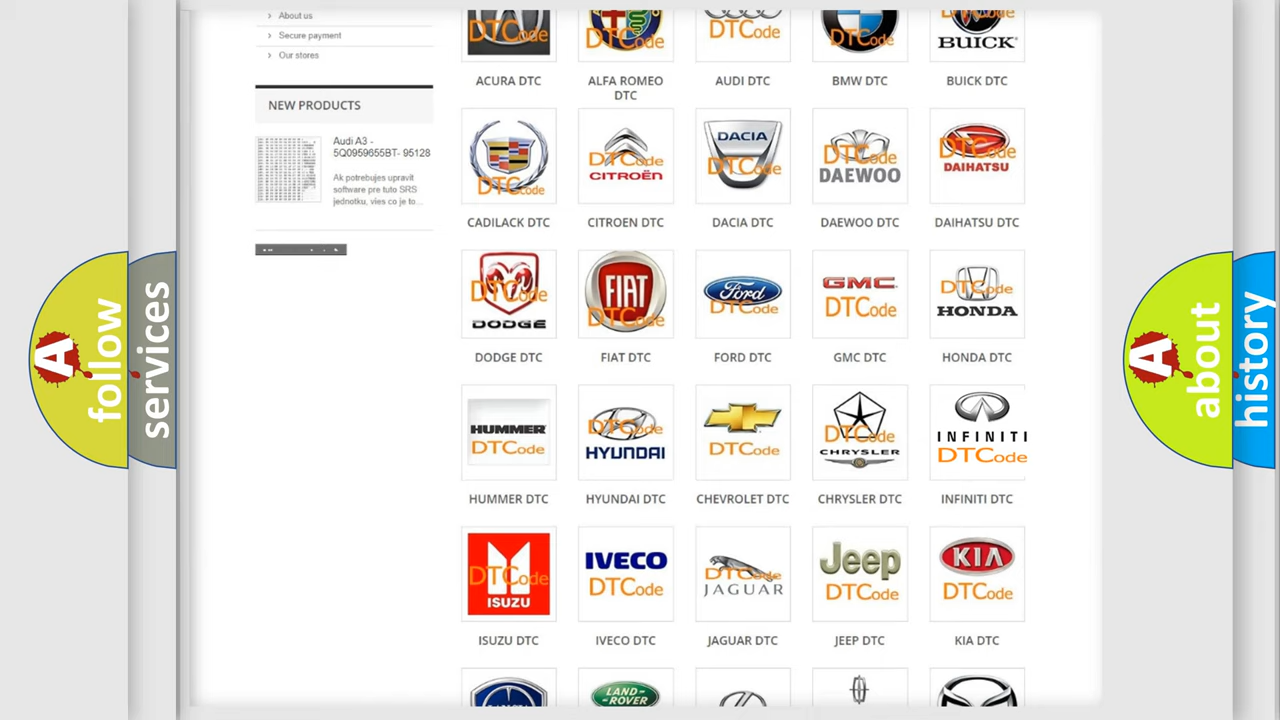 About us
Secure payment
Our stores
NEW PRODUCTS
Audi A3 -
5Q0959655BT- 95128
Ak potrebujes upravit
software pre tuto SRS
jednotku, vies co je to...
DTCode
DTCode
DTCode
DTCode
BUICK
ACURA DTC
ALFA ROMEO
DTC
AUDI DTC
BMW DTC
BUICK DTC
DTCode
DTCode
CITROËN
DACIA
DTCode
DTCode
DAEWOO
DTCode
DAIHATSU
CADILACK DTC
CITROEN DTC
DACIA DTC
DAEWOO DTC
DAIHATSU DTC
DTCode
DODGE
FIAT
DTCode
Ford
DTCode
GMC
DTCode
DTCode
HONDA
DODGE DTC
FIAT DTC
FORD DTC
GMC DTC
HONDA DTC
HUMMER
DTCode
DTCode
HYUNDAI
DTCode
DTCode
CHRYSLER
INFINITI
DTCode
HUMMER DTC
HYUNDAI DTC
CHEVROLET DTC
CHRYSLER DTC
INFINITI DTC
DTCode
ISUZU
IVECO
DTCode
DTCode
JAGUAR
Jeep
DTCode
KIA
DTCode
ISUZU DTC
IVECO DTC
JAGUAR DTC
JEEP DTC
KIA DTC
LAND-
ROVER
A
follow
services
A
about
history